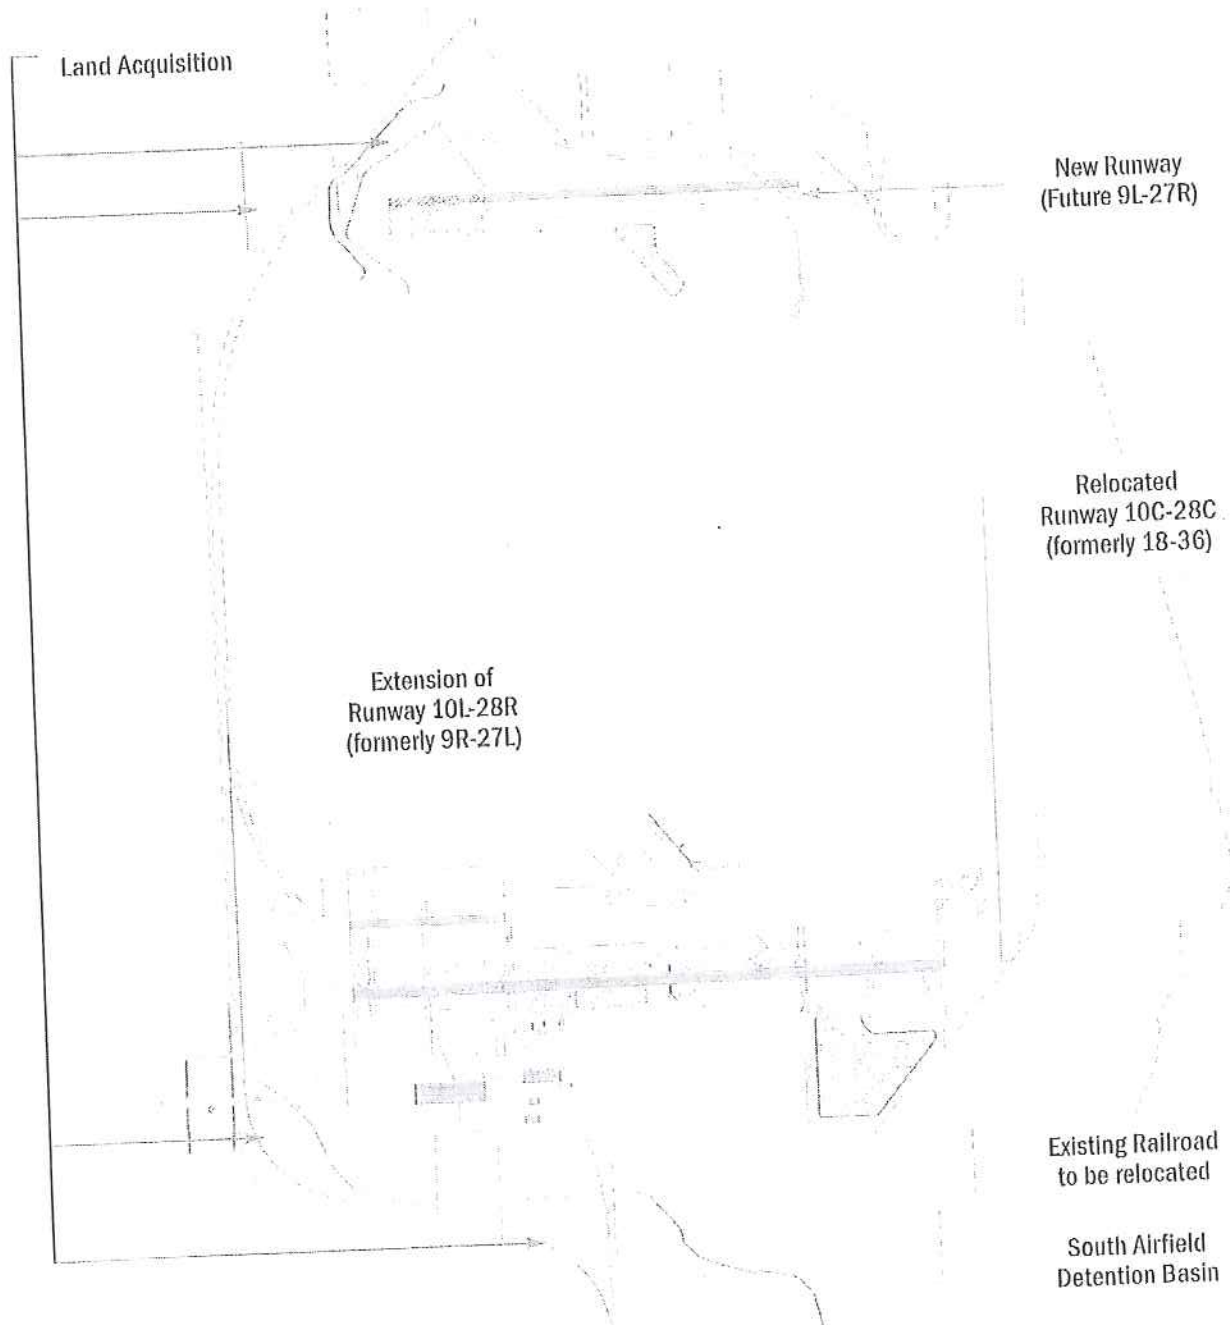 Land Acquisition
New Runway
(Future 9L-27R)
Relocated
Runway 10C-28C
(formerly 18-36)
Extension of
Runway 10L-28R
(formerly 9R-27L)
Existing Railroad
to be relocated
South Airfield
Detention Basin